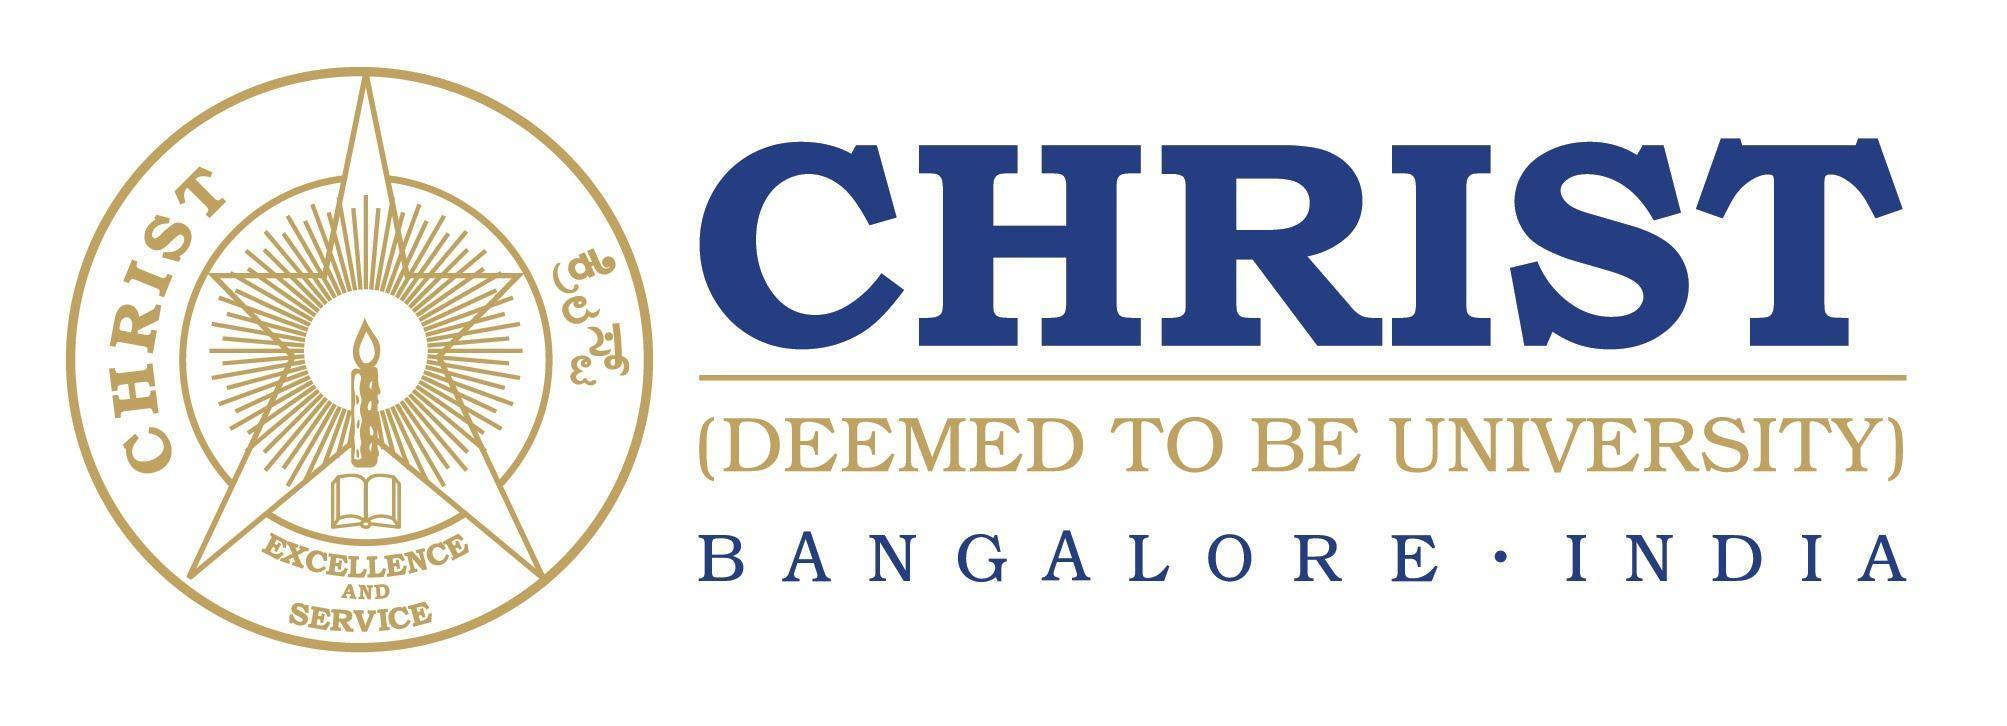 CHRIST
ಕ್ರೈಸ್ಟ್
EXCELLENCE
AND
SERVICE
CHRIST
(DEEMED TO BE UNIVERSITY)
BANGALORE · INDIA